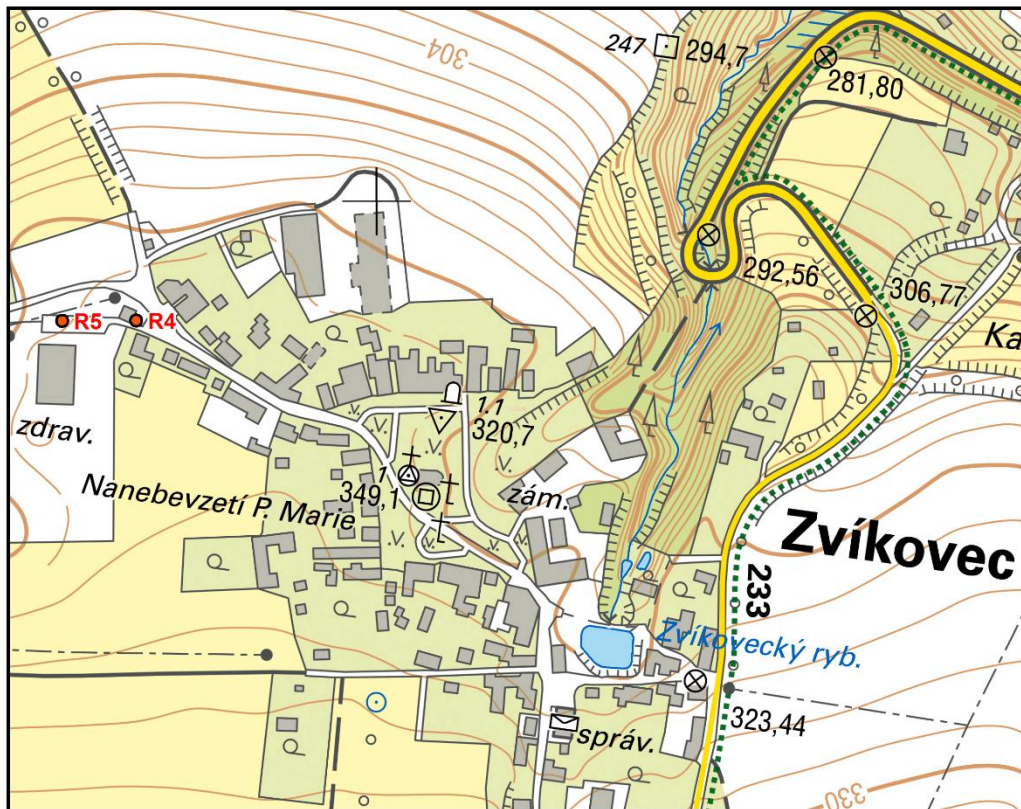 304
247
294,7
281,80
292,56
306,77
R5
R4
Ka
zdrav.
1.1
320,7
1
349,1
Nanebevzetí P. Marie
zám.
Zvíkovec
233
Zvíkovecký ryb.
323,44
správ.
330